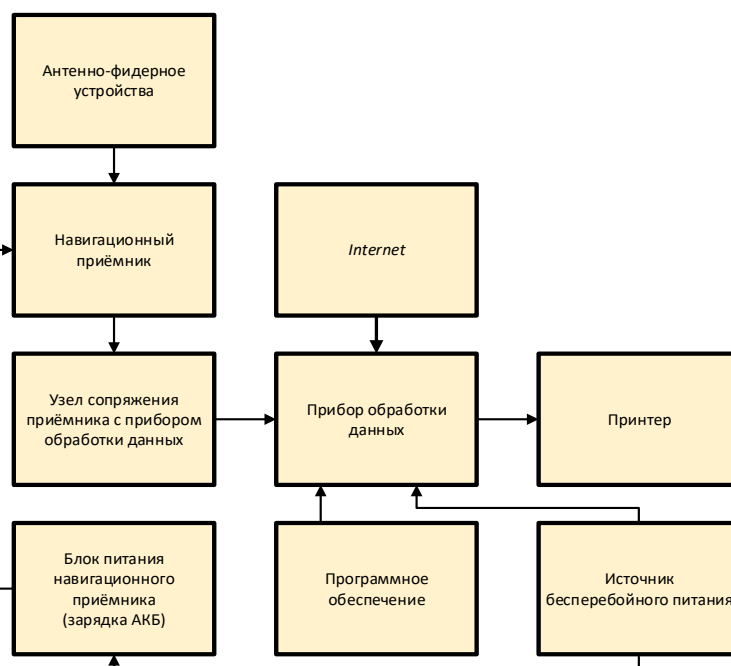 Антенно-фидерное
устройства
Навигационный
приёмник
Internet
Узел сопряжения
приёмника с прибором
обработки данных
Прибор обработки
данных
Принтер
Блок питания
навигационного
приёмника
(зарядка АКБ)
Программное
обеспечение
Источник
бесперебойного питания